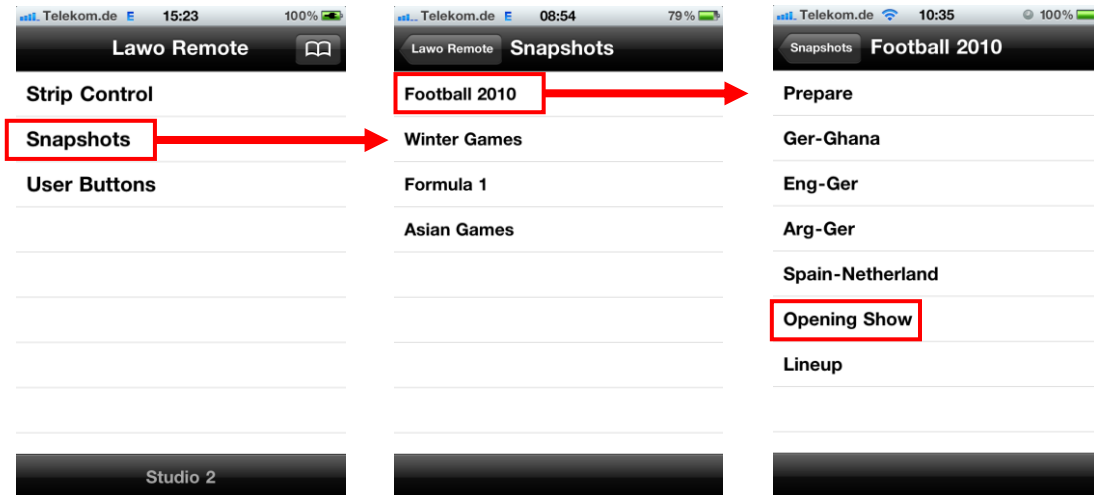 Telekom.de E 15:23 100%
Lawo Remote
Strip Control
Snapshots
User Buttons
Studio 2
Telekom.de E 08:54 79%
Lawo Remote Snapshots
Football 2010
Winter Games
Formula 1
Asian Games
Telekom.de 10:35 100%
Snapshots Football 2010
Prepare
Ger-Ghana
Eng-Ger
Arg-Ger
Spain-Netherland
Opening Show
Lineup